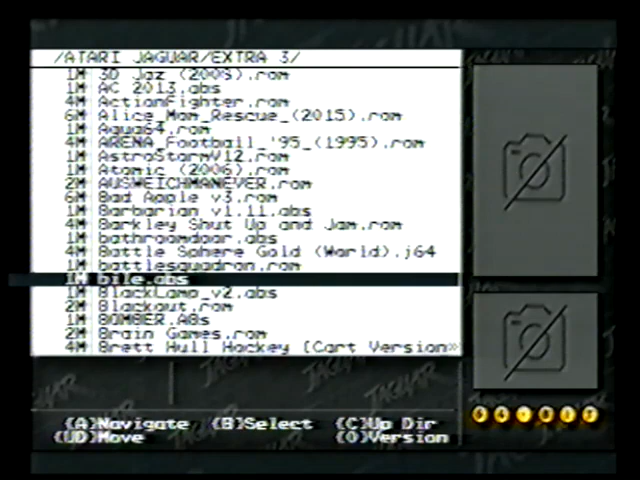 /ATARI JAGUAR/EXTRA 3/
1M 3D Jaz (2009).rom
1M AC 2013.abs
4M ActionFighter.rom
6M Alice_Mom_Rescue_(2015).rom
1M Aqua64.rom
4M ARENA_Football_'95_(1995).rom
1M AstroStormV12.rom
1M Atomic (2006).rom
2M AUSWEICHMANEVER.rom
6M Bad Apple v3.rom
1M Barbarian v1.11.abs
4M Barkley Shut Up and Jam.rom
1M bathroomdoor.abs
4M Battle Sphere Gold (World).j64
1M battlesquadron.rom
1M bile.abs
1M BlackLamp_v2.abs
2M Blackout.rom
1M BOMBER.ABS
2M Brain Games.rom
4M Brett Hull Hockey (Cart Version»
(A)Navigate (B)Select (C)Up Dir
(UD)Move (0)Version
JAGUAR